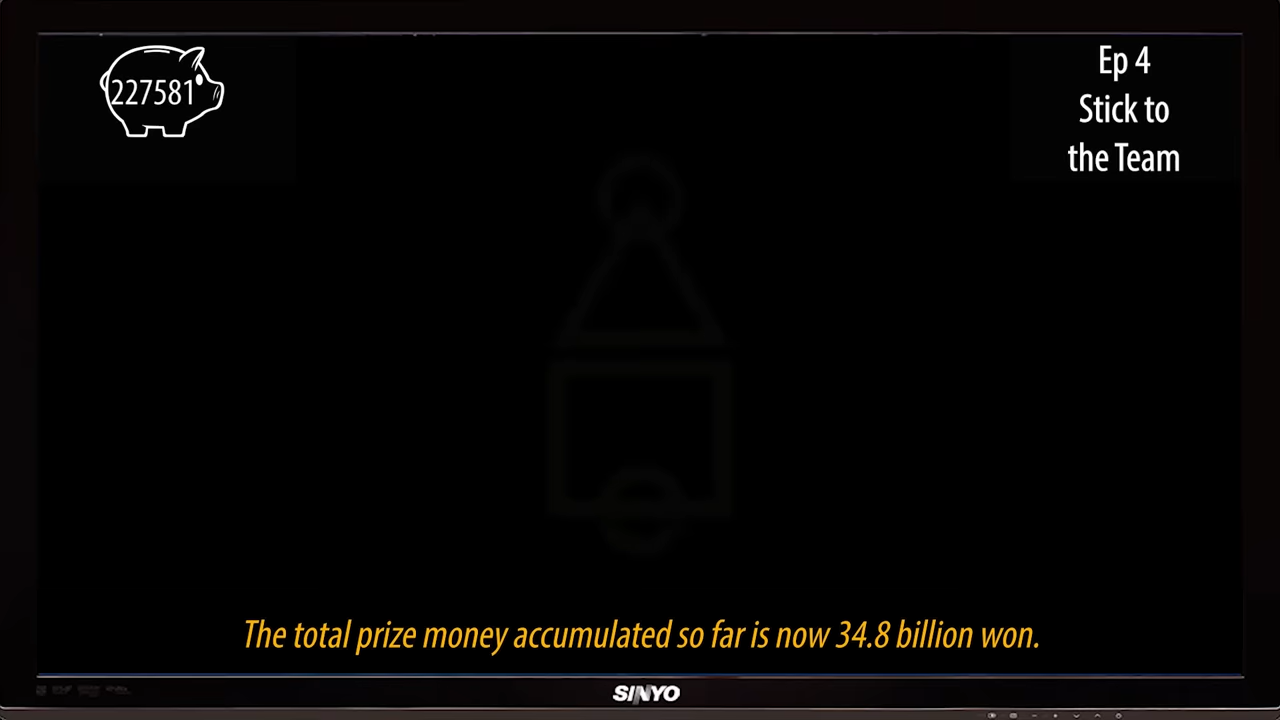 227581
Ep 4
Stick to
the Team
The total prize money accumulated so far is now 34.8 billion won.
SINYO